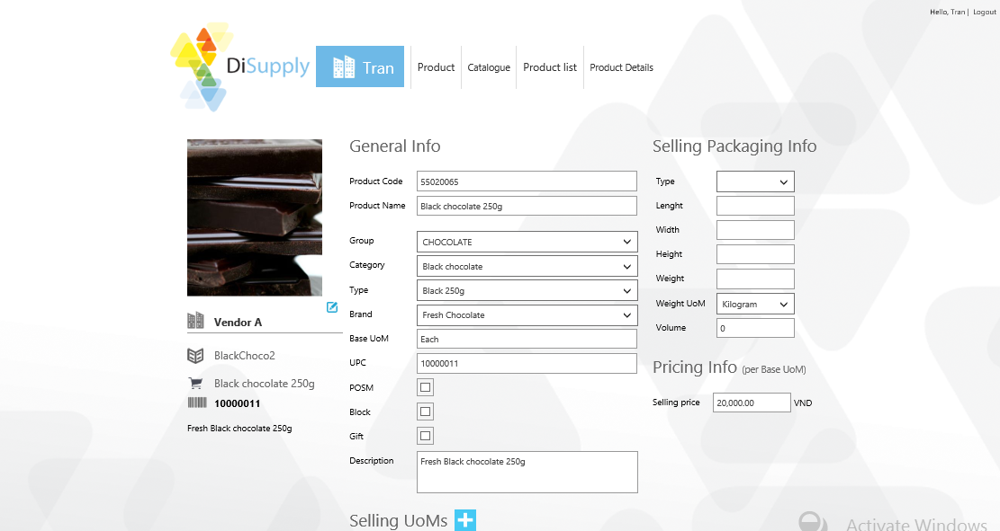 Hello, Tran | Logout
DiSupply
Tran
Product
Catalogue
Product list
Product Details
Vendor A
BlackChoco2
Black chocolate 250g
10000011
Fresh Black chocolate 250g
General Info
Product Code 55020065
Product Name Black chocolate 250g
Group CHOCOLATE
Category Black chocolate
Type Black 250g
Brand Fresh Chocolate
Base UoM Each
UPC 10000011
POSM
Block
Gift
Description Fresh Black chocolate 250g
Selling UoMs
Selling Packaging Info
Type
Lenght
Width
Height
Weight
Weight UoM Kilogram
Volume 0
Pricing Info (per Base UoM)
Selling price 20,000.00 VND
Activate Windows